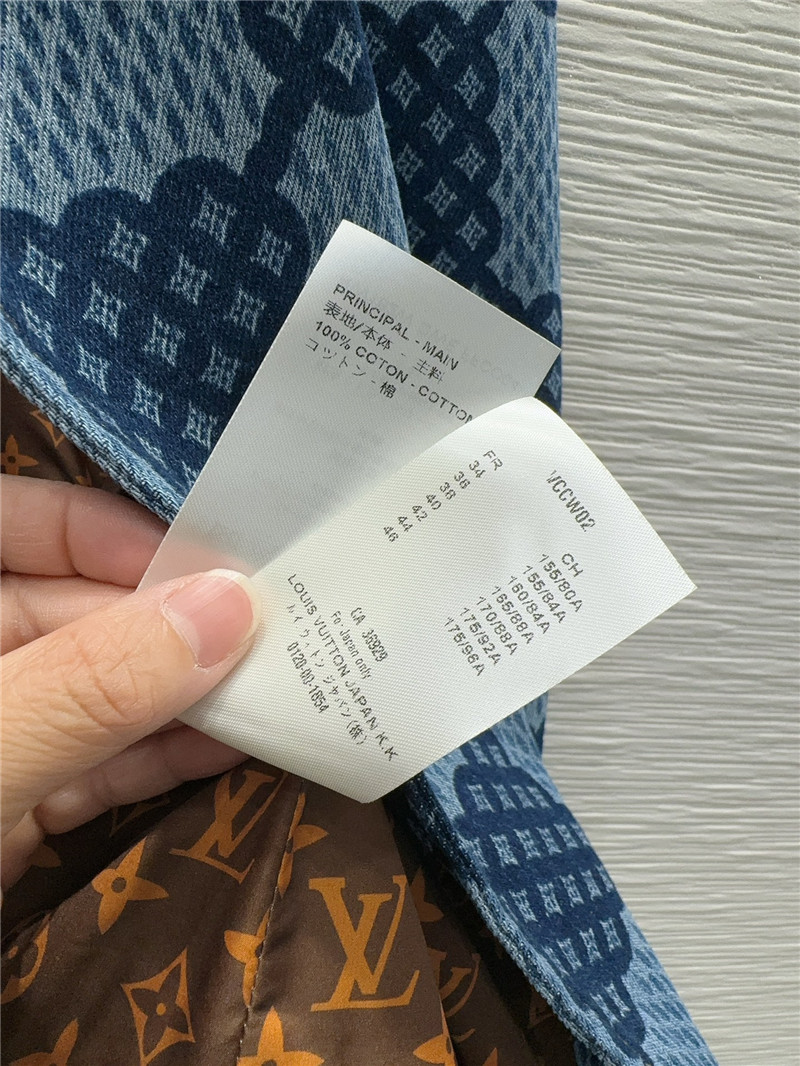 PRINCIPAL - MAIN
表地/本体 - 主料
100% CCTON - COTTON
コットン - 棉
VCCW02
FR CH
34 155/80A
36 155/84A
38 160/84A
40 165/88A
42 170/88A
44 175/92A
46 175/96A
CA 36929
For Japan only
LOUIS VUITTON JAPAN K.K
ルイ ヴィトン ジャパン(株)
0120-00-1854
LV